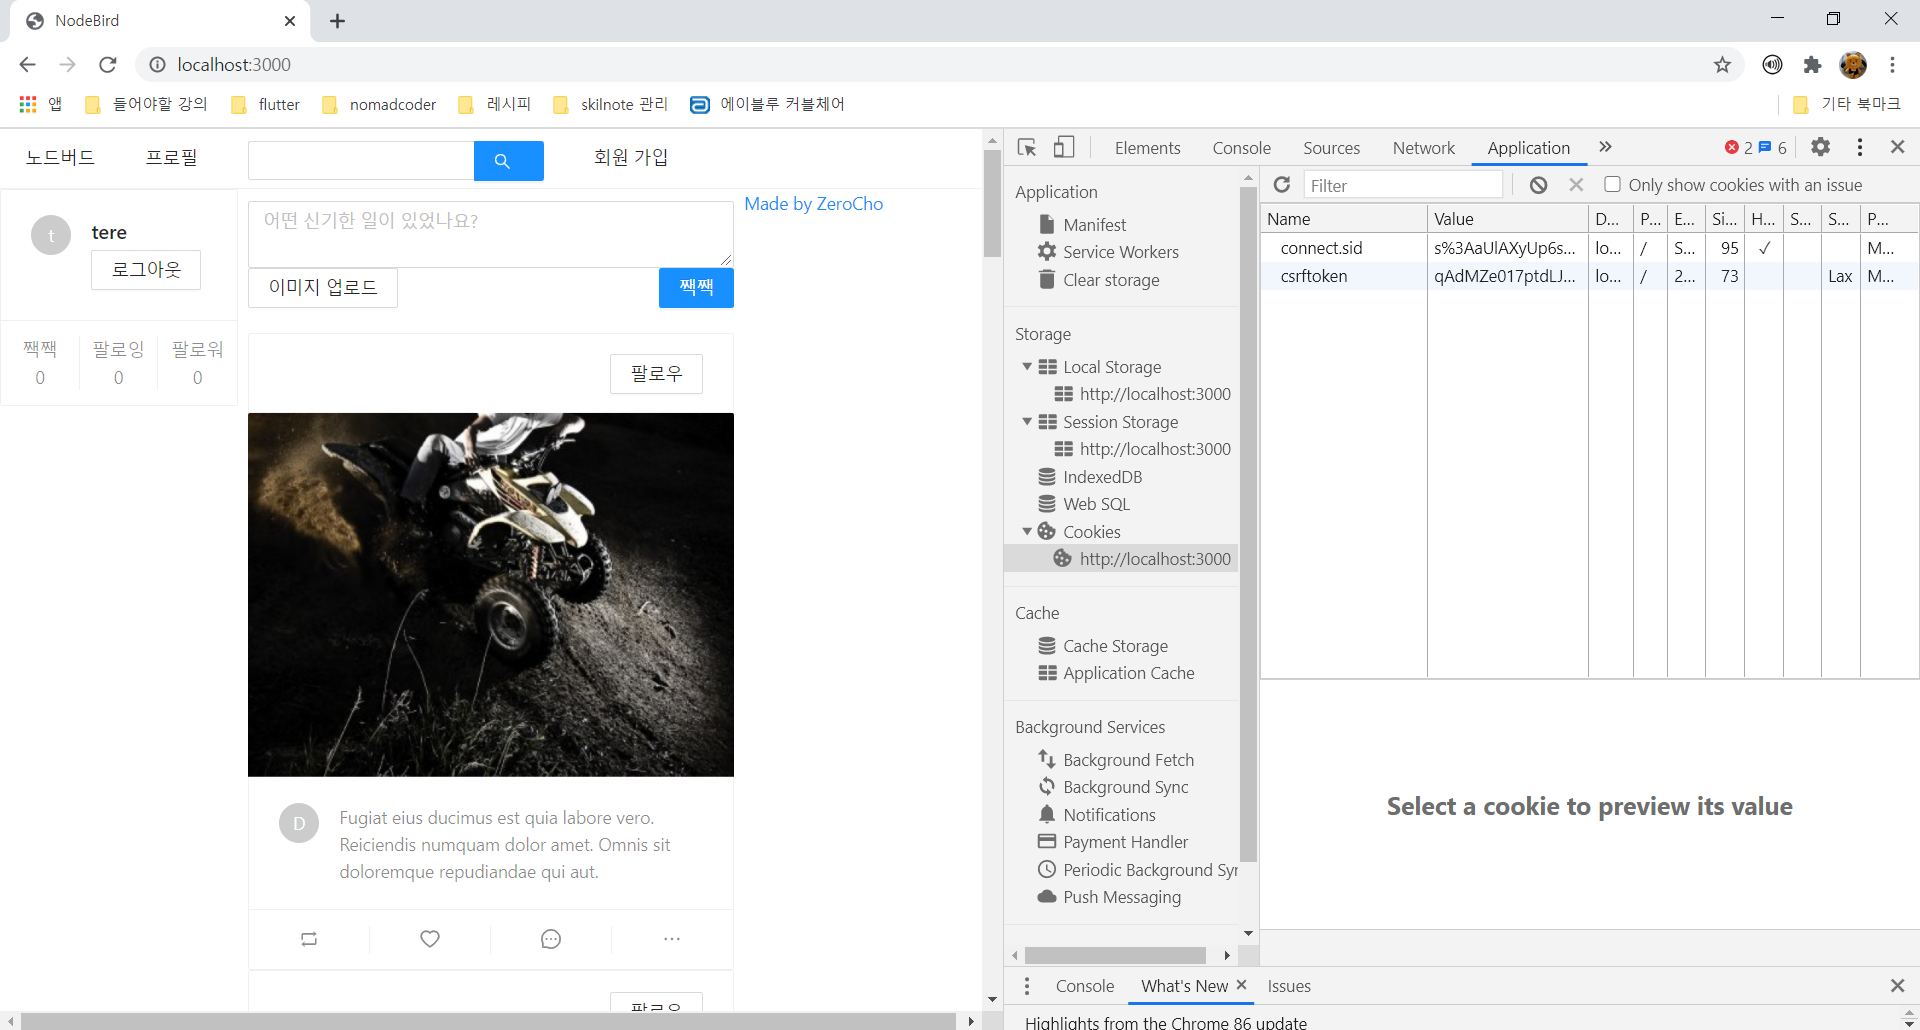 NodeBird
localhost:3000
앱
들어야할 강의
flutter
nomadcoder
레시피
skilnote 관리
에이블루 커블체어
기타 북마크
노드버드
프로필
회원 가입
t
tere
로그아웃
짹짹
팔로잉
팔로워
0
0
0
어떤 신기한 일이 있었나요?
이미지 업로드
짹짹
Made by ZeroCho
팔로우
D
Fugiat eius ducimus est quia labore vero.
Reiciendis numquam dolor amet. Omnis sit
doloremque repudiandae qui aut.
팔로우
Elements
Console
Sources
Network
Application
2
6
Application
Manifest
Service Workers
Clear storage
Storage
Local Storage
http://localhost:3000
Session Storage
http://localhost:3000
IndexedDB
Web SQL
Cookies
http://localhost:3000
Cache
Cache Storage
Application Cache
Background Services
Background Fetch
Background Sync
Notifications
Payment Handler
Periodic Background Syn
Push Messaging
Filter
Only show cookies with an issue
Name Value D... P... E... Si... H... S... S... P...
connect.sid s%3AaUlAXyUp6s... lo... / S... 95 ✓ M...
csrftoken qAdMZe017ptdLJ... lo... / 2... 73 Lax M...
Select a cookie to preview its value
Console
What's New
Issues
Highlights from the Chrome 86 update